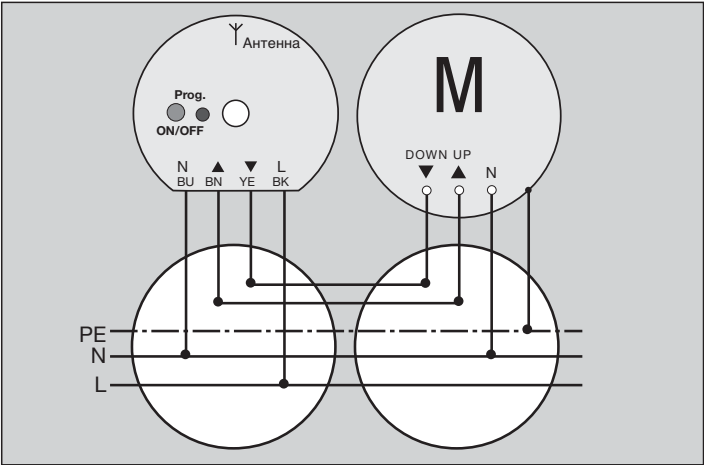 Антенна
Prog.
ON/OFF
N ▲ ▼ L
BU BN YE BK
M
DOWN UP
▼ ▲ N
PE
N
L